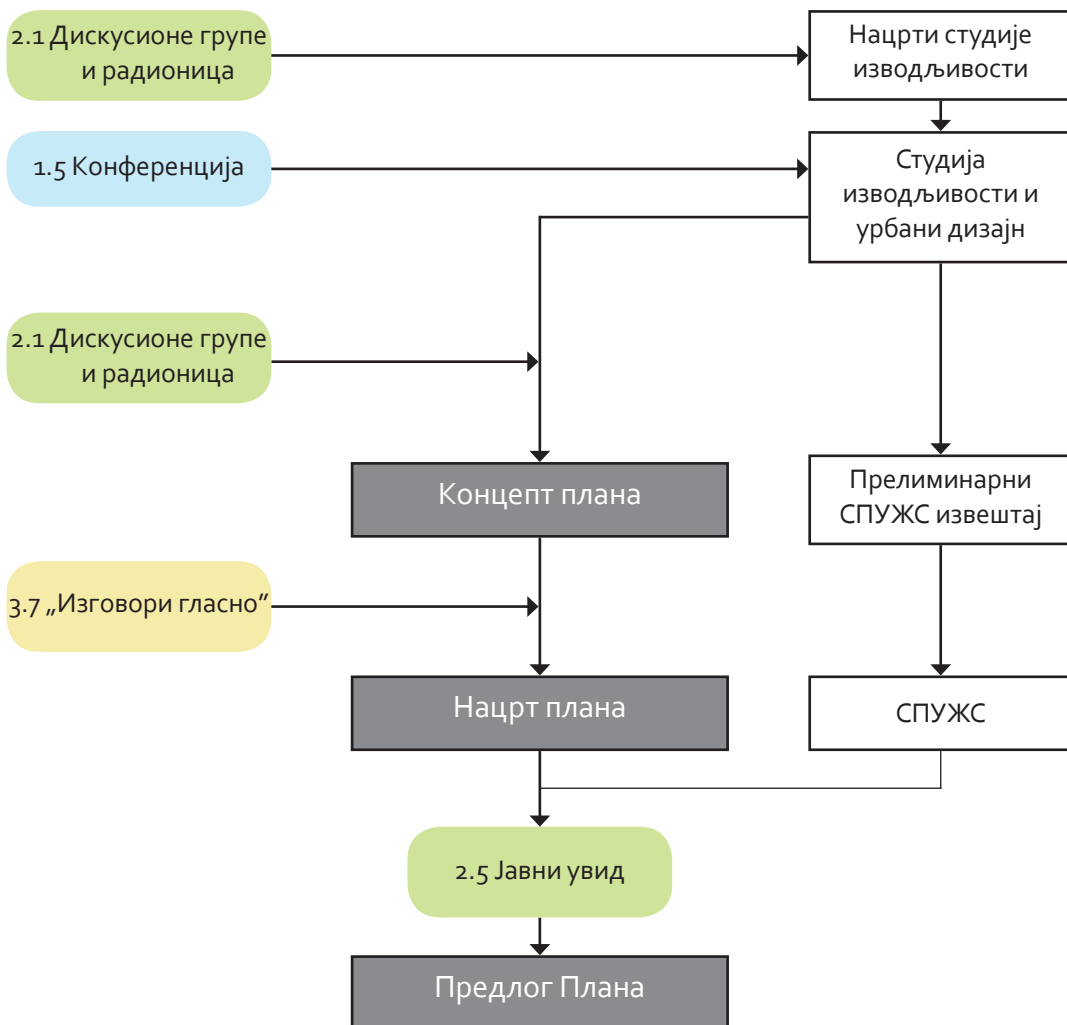 2.1 Дискусионе групе
и радионица
Нацрти студије
изводљивости
1.5 Конференција
Студија
изводљивости и
урбани дизајн
2.1 Дискусионе групе
и радионица
Концепт плана
Прелиминарни
СПУЖС извештај
3.7 „Изговори гласно”
Нацрт плана
СПУЖС
2.5 Јавни увид
Предлог Плана